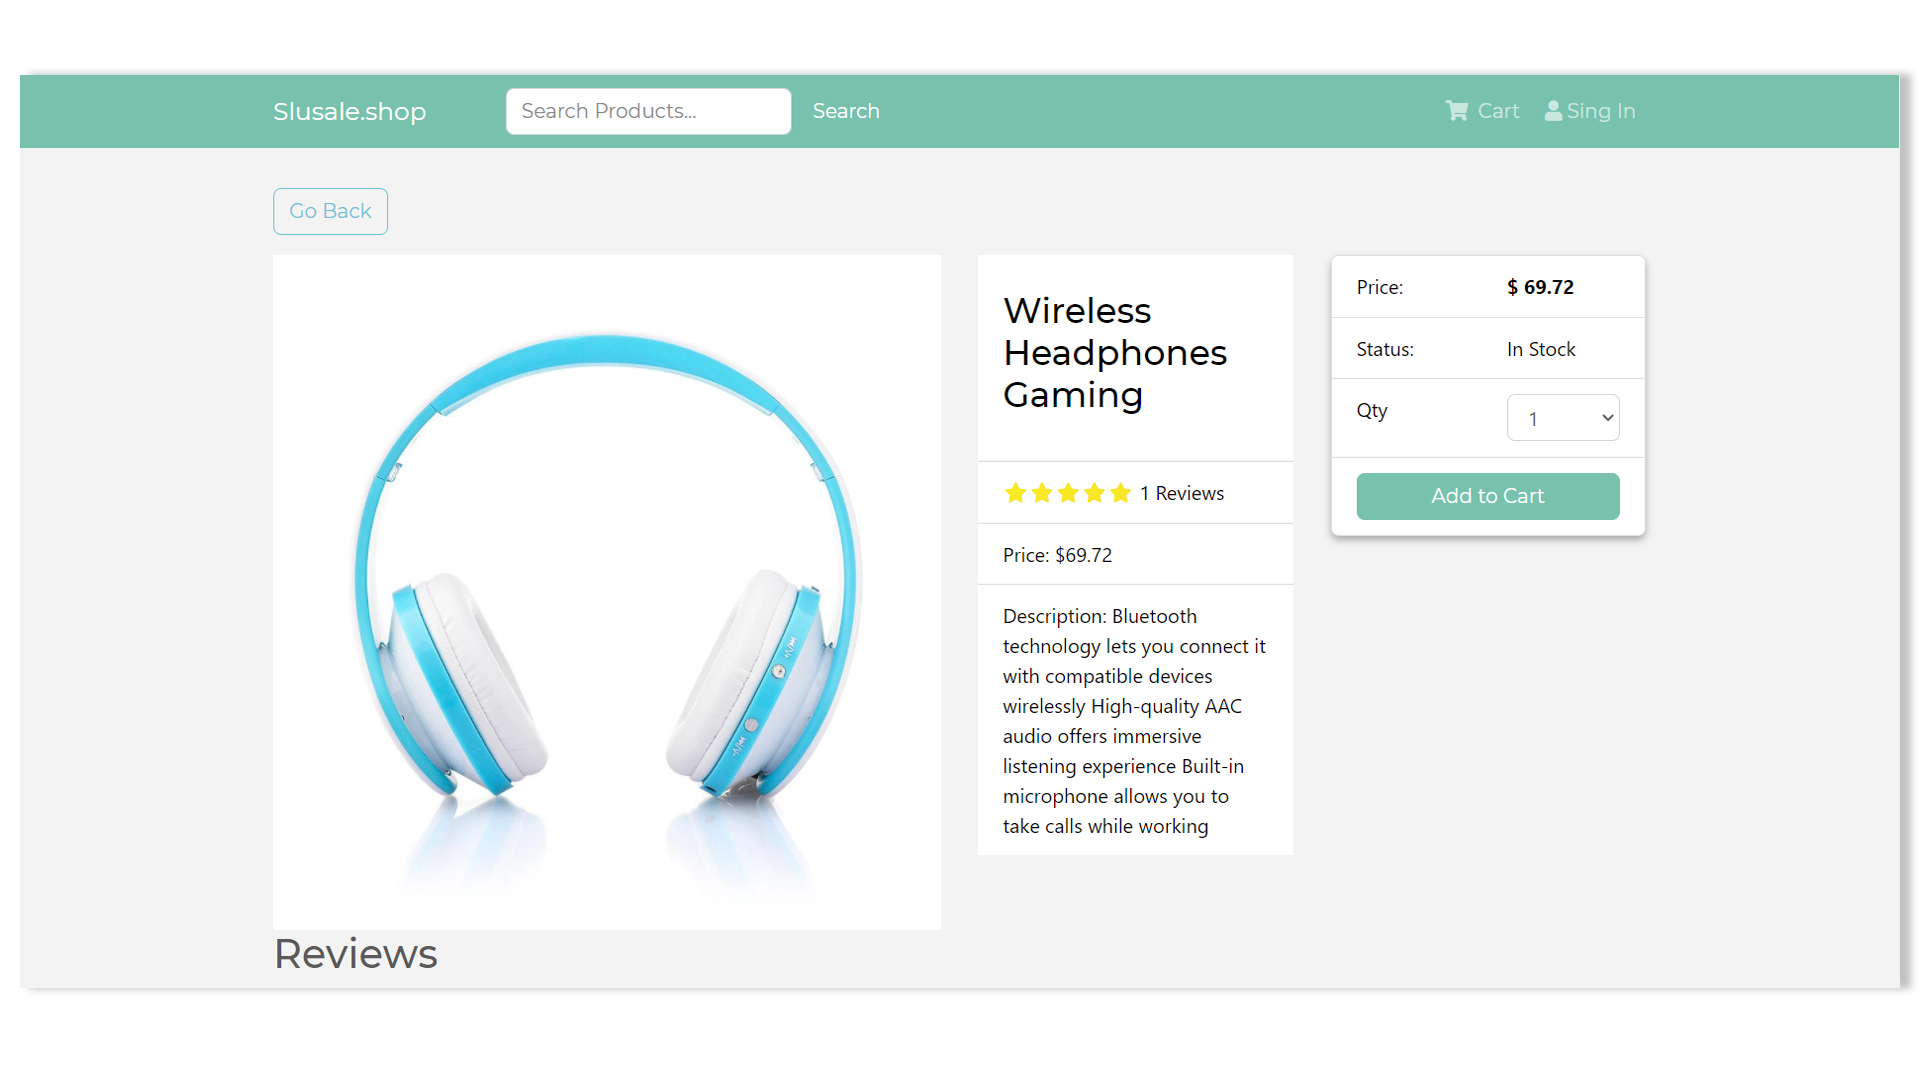 Slusale.shop
Search Products...
Search
Cart
Sing In
Go Back
Wireless
Headphones
Gaming
1 Reviews
Price: $69.72
Description: Bluetooth
technology lets you connect it
with compatible devices
wirelessly High-quality AAC
audio offers immersive
listening experience Built-in
microphone allows you to
take calls while working
Price: $ 69.72
Status: In Stock
Qty 1
Add to Cart
Reviews